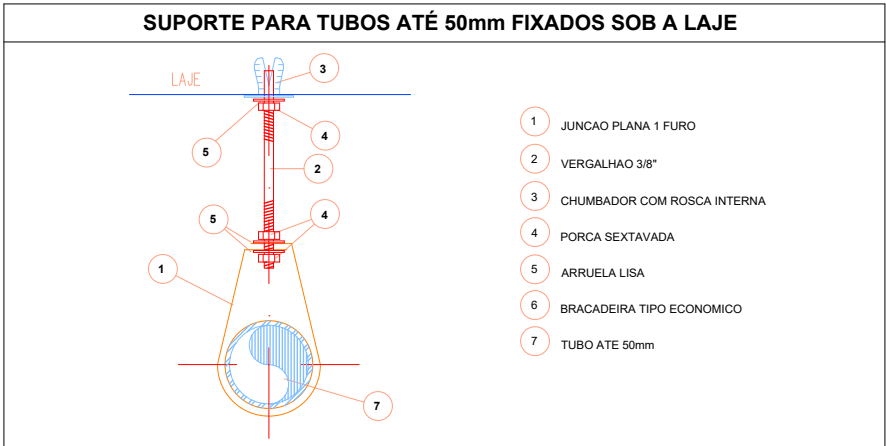 SUPORTE PARA TUBOS ATÉ 50mm FIXADOS SOB A LAJE
LAJE
3
4
5
2
5
4
1
7
1 JUNCAO PLANA 1 FURO
2 VERGALHAO 3/8"
3 CHUMBADOR COM ROSCA INTERNA
4 PORCA SEXTAVADA
5 ARRUELA LISA
6 BRACADEIRA TIPO ECONOMICO
7 TUBO ATE 50mm